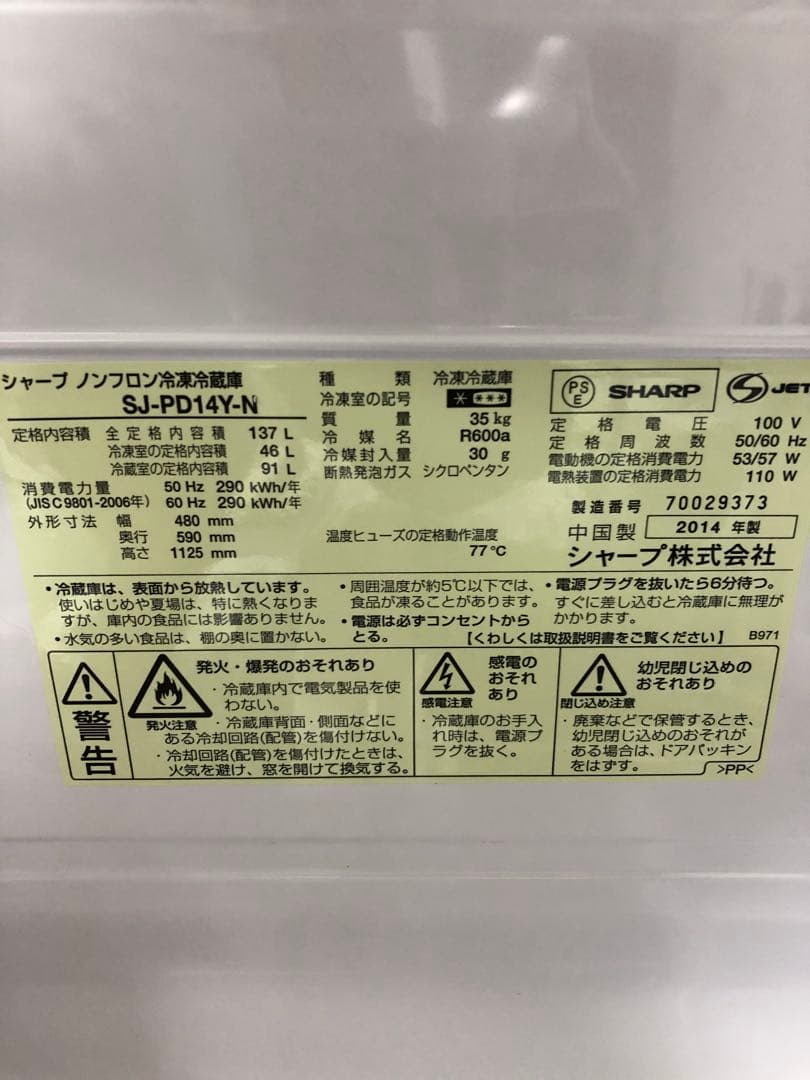 シャープ ノンフロン冷凍冷蔵庫
SJ-PD14Y-N
定格内容積 全定格内容積 137 L
冷凍室の定格内容積 46 L
冷蔵室の定格内容積 91 L
消費電力量 50 Hz 290 kWh/年
(JIS C 9801-2006年) 60 Hz 290 kWh/年
外形寸法 幅 480 mm
奥行 590 mm
高さ 1125 mm
種類 冷凍冷蔵庫
冷凍室の記号 * ***
質量 35 kg
冷媒名 R600a
冷媒封入量 30 g
断熱発泡ガス シクロペンタン
温度ヒューズの定格動作温度
77℃
PSE SHARP JET
定格電圧 100 V
定格周波数 50/60 Hz
電動機の定格消費電力 53/57 W
電熱装置の定格消費電力 110 W
製造番号 70029373
中国製 2014 年製
シャープ株式会社
・冷蔵庫は、表面から放熱しています。
使いはじめや夏場は、特に熱くなりま
すが、庫内の食品には影響ありません。
・水気の多い食品は、棚の奥に置かない。
・周囲温度が約5℃以下では、
食品が凍ることがあります。
・電源は必ずコンセントから
とる。
・電源プラグを抜いたら6分待つ。
すぐに差し込むと冷蔵庫に無理が
かかります。
【くわしくは取扱説明書をご覧ください】 B971
警告
発火・爆発のおそれあり
発火注意
・冷蔵庫内で電気製品を使
わない。
・冷蔵庫背面・側面などに
ある冷却回路(配管)を傷付けない。
・冷却回路(配管)を傷付けたときは、
火気を避け、窓を開けて換気する。
感電の
おそれ
あり
感電注意
・冷蔵庫のお手入
れ時は、電源プ
ラグを抜く。
幼児閉じ込めの
おそれあり
閉じ込め注意
・廃棄などで保管するとき、
幼児閉じ込めのおそれが
ある場合は、ドアパッキン
をはずす。
>PP<